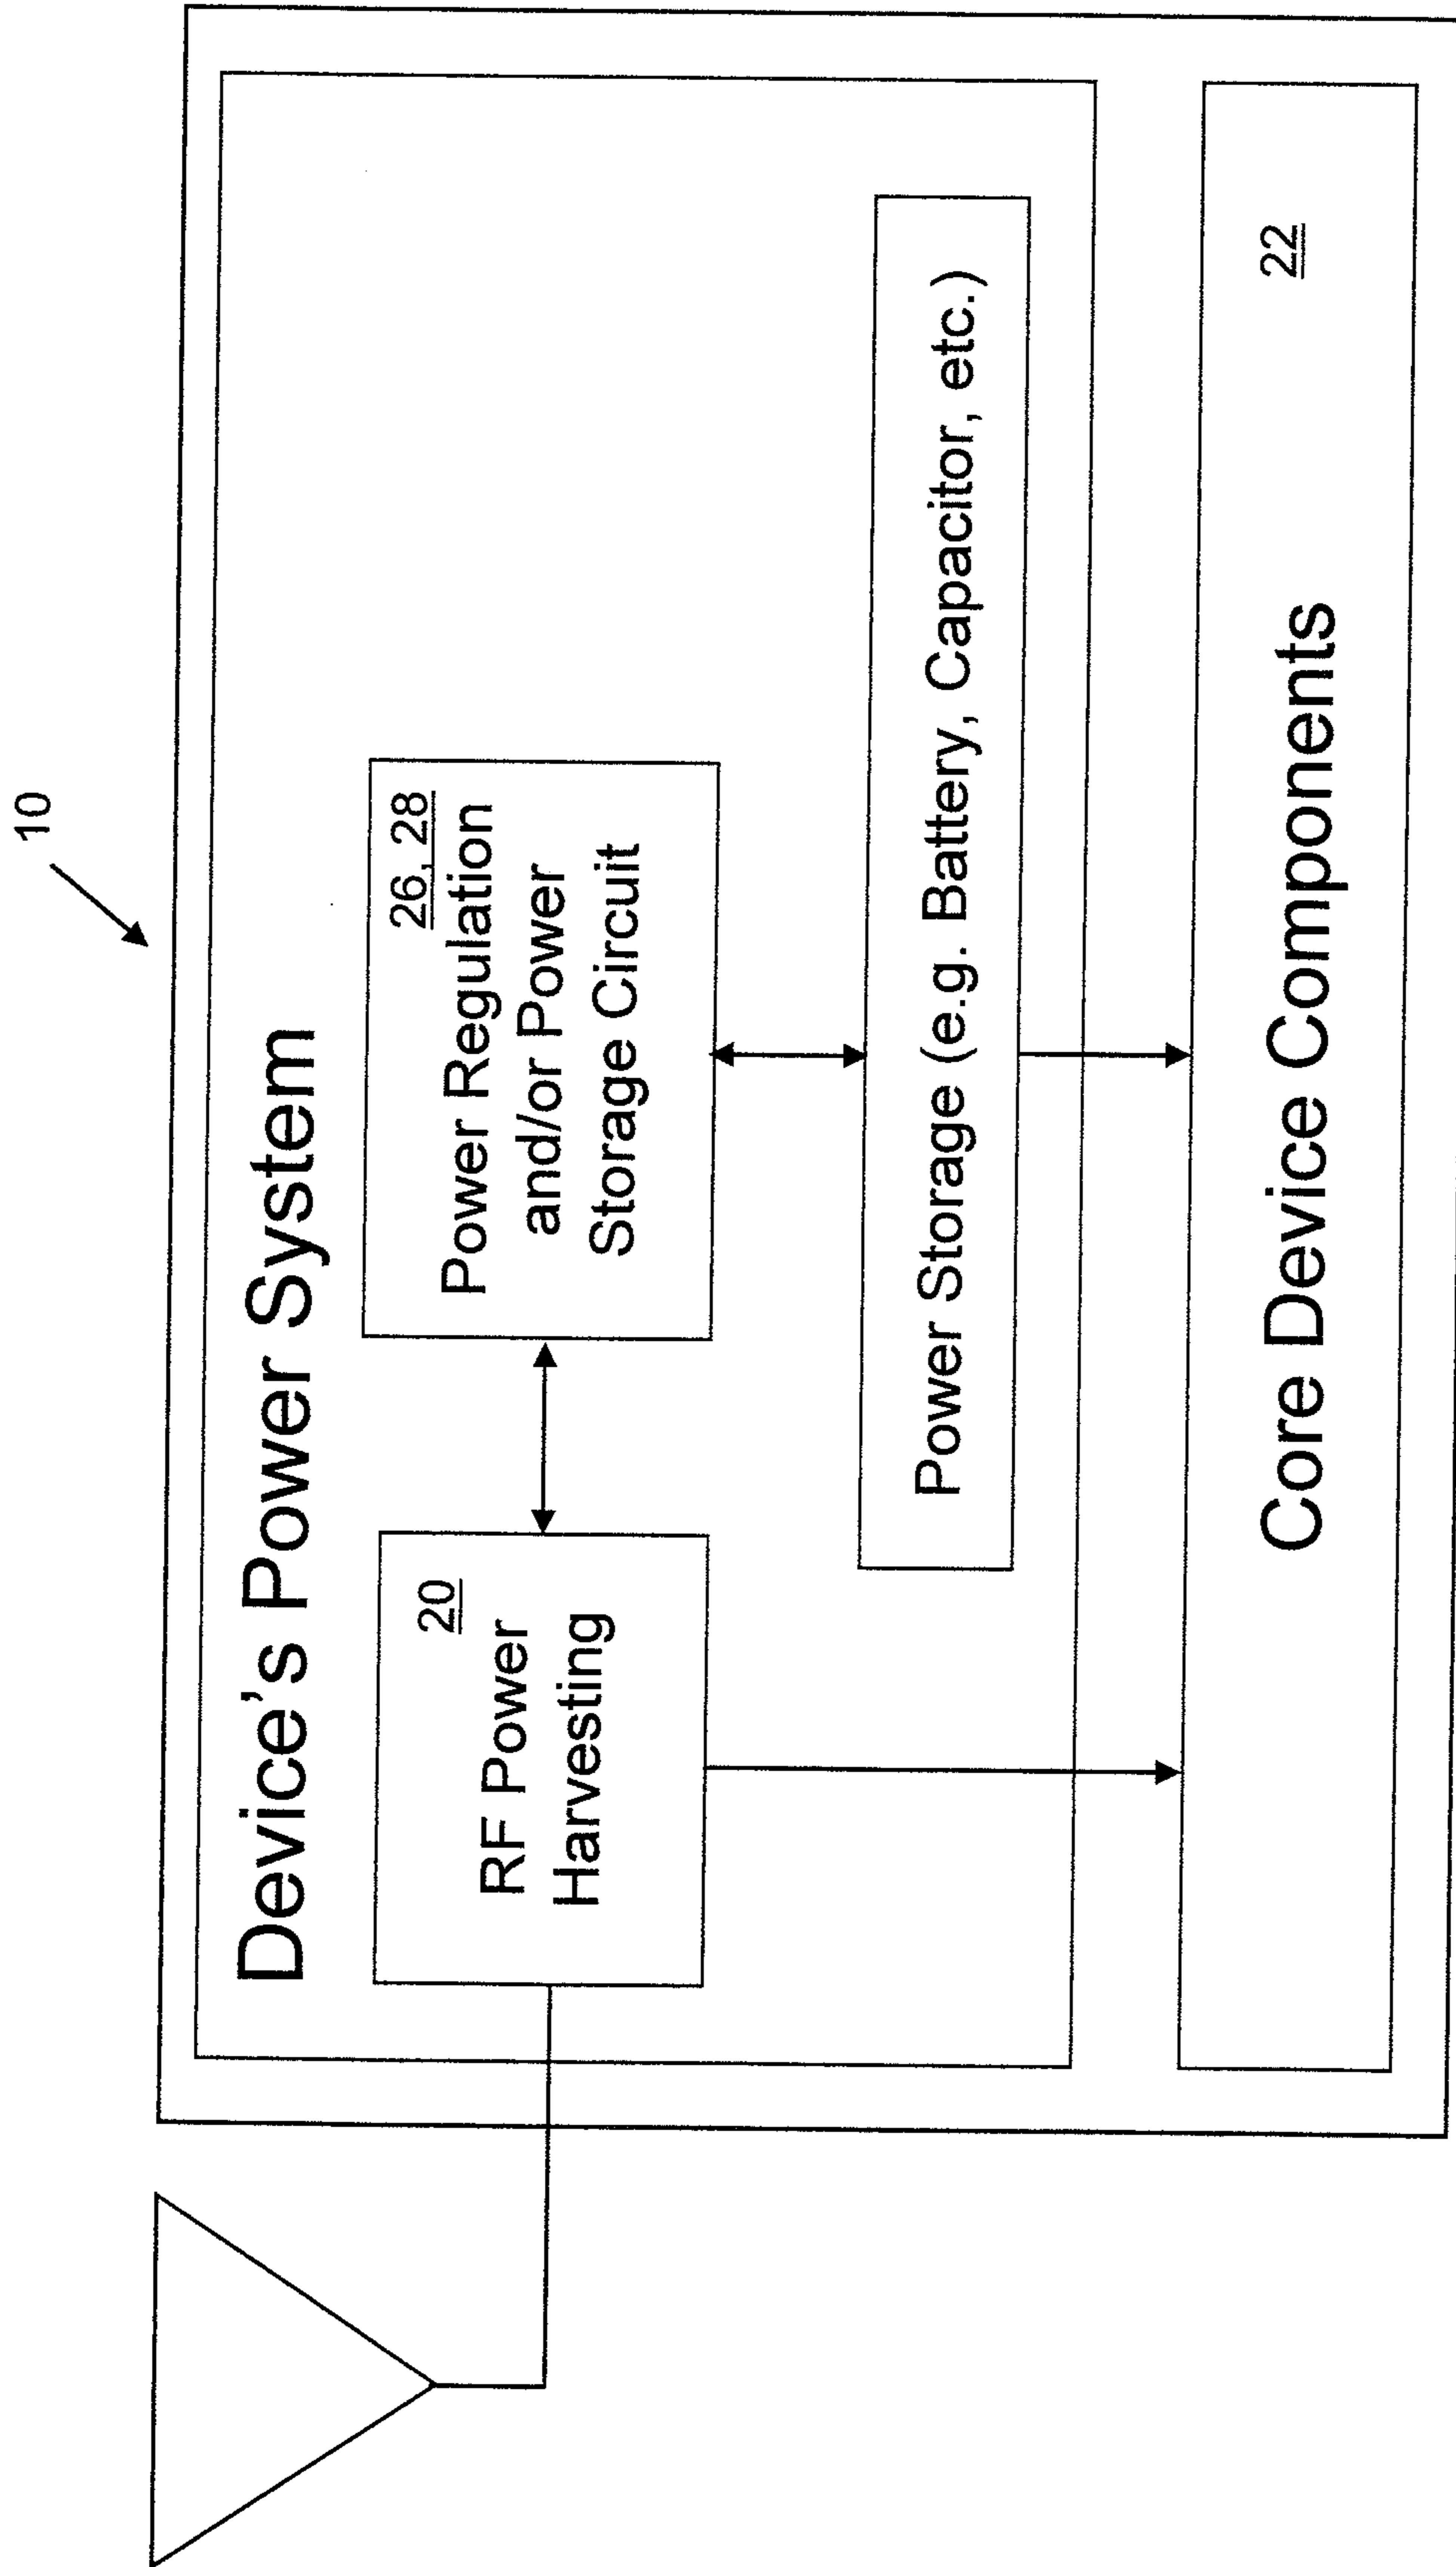 10
Device's Power System
20
RF Power
Harvesting
26, 28
Power Regulation
and/or Power
Storage Circuit
Power Storage (e.g. Battery, Capacitor, etc.)
Core Device Components
22